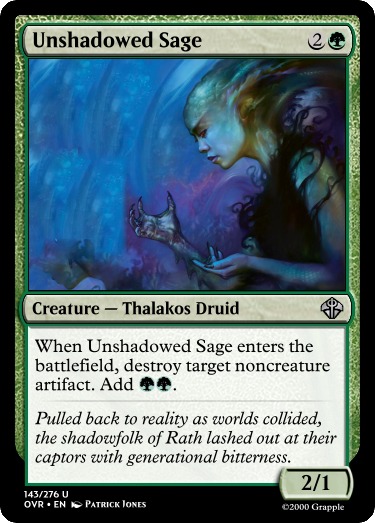 Unshadowed Sage 2
Creature — Thalakos Druid
When Unshadowed Sage enters the
battlefield, destroy target noncreature
artifact. Add
Pulled back to reality as worlds collided,
the shadowfolk of Rath lashed out at their
captors with generational bitterness.
2/1
143/276 U
OVR • EN Patrick Jones
©2000 Grapple